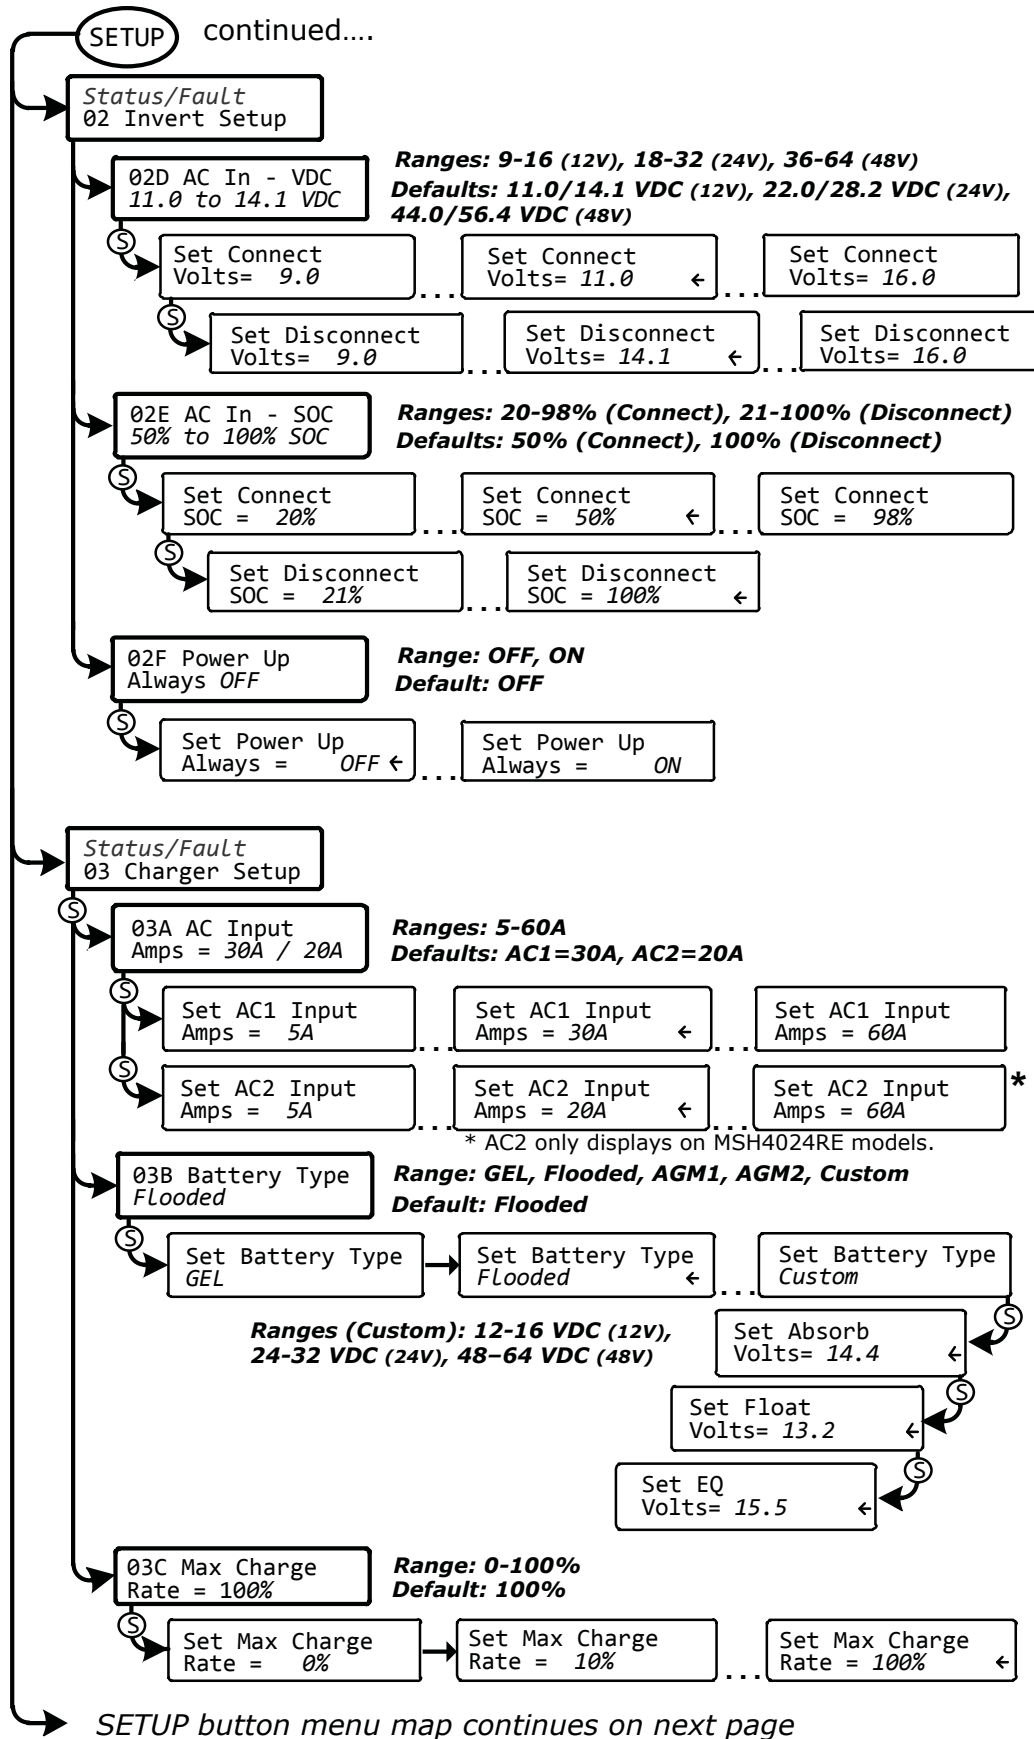 SETUP continued....
Status/Fault
02 Invert Setup
02D AC In - VDC
11.0 to 14.1 VDC
Ranges: 9-16 (12V), 18-32 (24V), 36-64 (48V)
Defaults: 11.0/14.1 VDC (12V), 22.0/28.2 VDC (24V),
44.0/56.4 VDC (48V)
S
Set Connect
Volts= 9.0
...
Set Connect
Volts= 11.0 ←
...
Set Connect
Volts= 16.0
S
Set Disconnect
Volts= 9.0
...
Set Disconnect
Volts= 14.1 ←
...
Set Disconnect
Volts= 16.0
02E AC In - SOC
50% to 100% SOC
Ranges: 20-98% (Connect), 21-100% (Disconnect)
Defaults: 50% (Connect), 100% (Disconnect)
S
Set Connect
SOC = 20%
...
Set Connect
SOC = 50% ←
...
Set Connect
SOC = 98%
S
Set Disconnect
SOC = 21%
...
Set Disconnect
SOC = 100% ←
02F Power Up
Always OFF
Range: OFF, ON
Default: OFF
S
Set Power Up
Always = OFF ←
...
Set Power Up
Always = ON
Status/Fault
03 Charger Setup
S
03A AC Input
Amps = 30A / 20A
Ranges: 5-60A
Defaults: AC1=30A, AC2=20A
S
Set AC1 Input
Amps = 5A
...
Set AC1 Input
Amps = 30A ←
...
Set AC1 Input
Amps = 60A
S
Set AC2 Input
Amps = 5A
...
Set AC2 Input
Amps = 20A ←
...
Set AC2 Input
Amps = 60A
*
* AC2 only displays on MSH4024RE models.
03B Battery Type
Flooded
Range: GEL, Flooded, AGM1, AGM2, Custom
Default: Flooded
S
Set Battery Type
GEL
Set Battery Type
Flooded ←
...
Set Battery Type
Custom
S
Ranges (Custom): 12-16 VDC (12V),
24-32 VDC (24V), 48–64 VDC (48V)
Set Absorb
Volts= 14.4 ←
S
Set Float
Volts= 13.2 ←
S
Set EQ
Volts= 15.5 ←
03C Max Charge
Rate = 100%
Range: 0-100%
Default: 100%
S
Set Max Charge
Rate = 0%
Set Max Charge
Rate = 10%
...
Set Max Charge
Rate = 100% ←
SETUP button menu map continues on next page